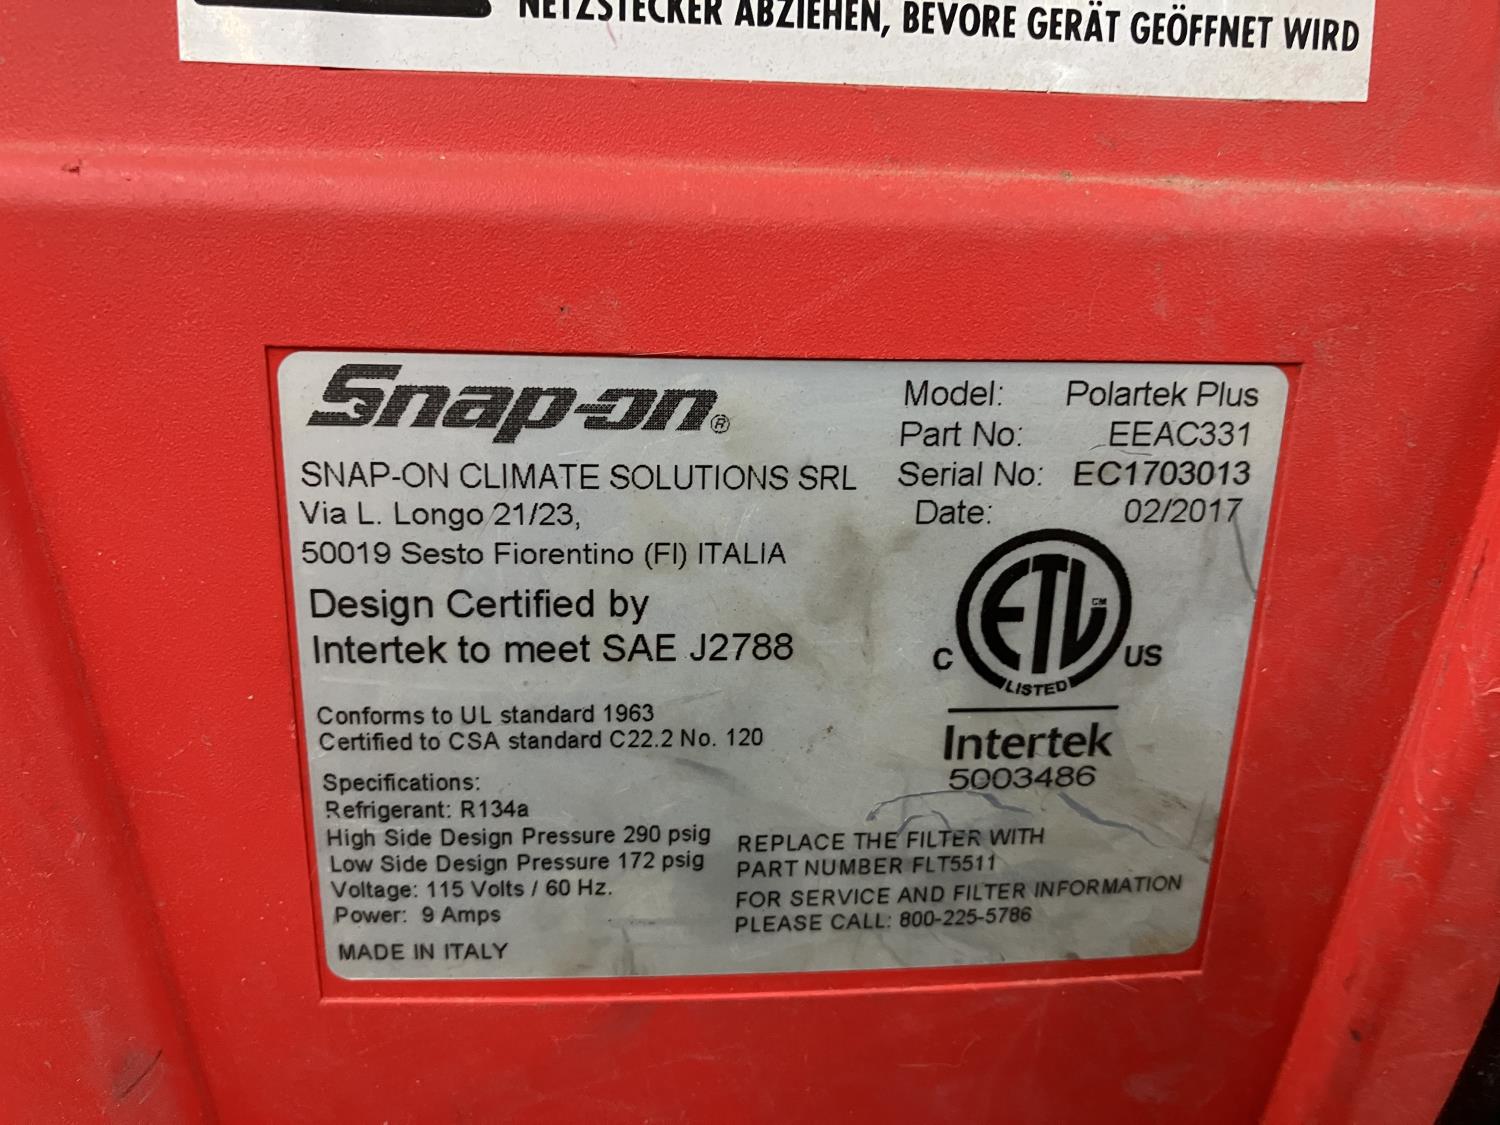 NETZSTECKER ABZIEHEN, BEVORE GERÄT GEÖFFNET WIRD
Snap-on®
SNAP-ON CLIMATE SOLUTIONS SRL
Via L. Longo 21/23,
50019 Sesto Fiorentino (FI) ITALIA
Design Certified by
Intertek to meet SAE J2788
Conforms to UL standard 1963
Certified to CSA standard C22.2 No. 120
Specifications:
Refrigerant: R134a
High Side Design Pressure 290 psig
Low Side Design Pressure 172 psig
Voltage: 115 Volts / 60 Hz.
Power: 9 Amps
MADE IN ITALY
Model: Polartek Plus
Part No: EEAC331
Serial No: EC1703013
Date: 02/2017
ETL CM
C US
LISTED
Intertek
5003486
REPLACE THE FILTER WITH
PART NUMBER FLT5511
FOR SERVICE AND FILTER INFORMATION
PLEASE CALL: 800-225-5786